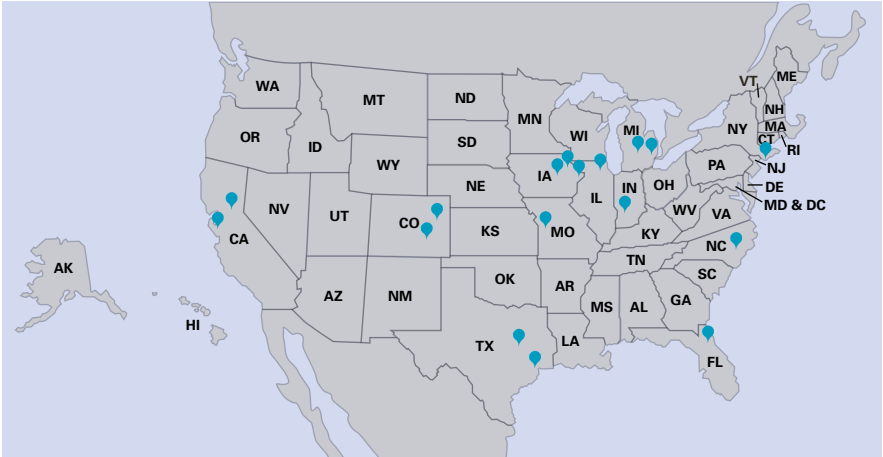 WA
MT
ND
MN
WI
MI
VT
ME
NH
NY
MA
CT
RI
OR
ID
SD
WY
IA
NE
IL
IN
OH
PA
NJ
DE
MD & DC
NV
UT
CO
CA
KS
MO
KY
WV
VA
NC
TN
SC
AZ
NM
OK
AR
MS
AL
GA
AK
HI
TX
LA
FL